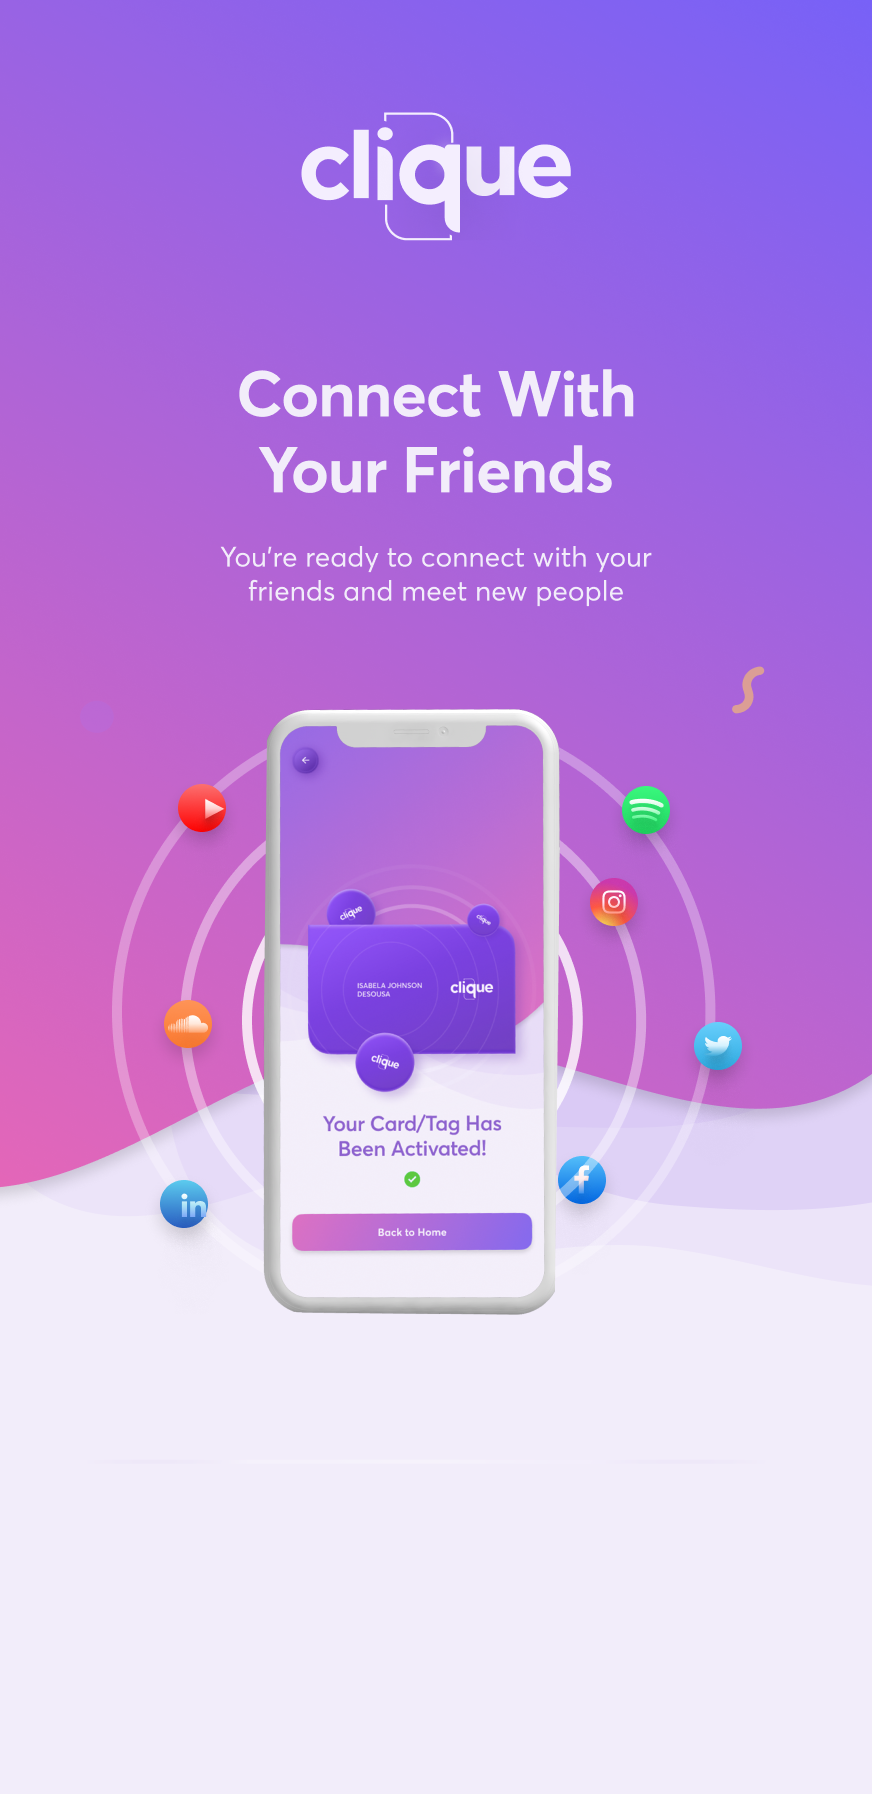 clique
Connect With
Your Friends
You're ready to connect with your
friends and meet new people
clique
clique
ISABELA JOHNSON
DESOUSA
clique
clique
Your Card/Tag Has
Been Activated!
Back to Home
in